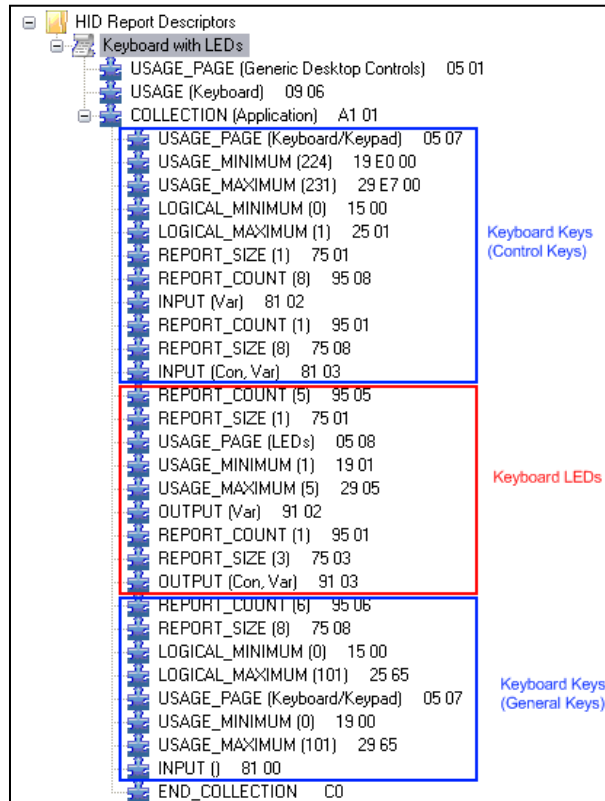 HID Report Descriptors
Keyboard with LEDs
USAGE_PAGE (Generic Desktop Controls) 05 01
USAGE (Keyboard) 09 06
COLLECTION (Application) A1 01
USAGE_PAGE (Keyboard/Keypad) 05 07
USAGE_MINIMUM (224) 19 E0 00
USAGE_MAXIMUM (231) 29 E7 00
LOGICAL_MINIMUM (0) 15 00
LOGICAL_MAXIMUM (1) 25 01
REPORT_SIZE (1) 75 01
REPORT_COUNT (8) 95 08
INPUT (Var) 81 02
REPORT_COUNT (1) 95 01
REPORT_SIZE (8) 75 08
INPUT (Con, Var) 81 03
Keyboard Keys
(Control Keys)
REPORT_COUNT (5) 95 05
REPORT_SIZE (1) 75 01
USAGE_PAGE (LEDs) 05 08
USAGE_MINIMUM (1) 19 01
USAGE_MAXIMUM (5) 29 05
OUTPUT (Var) 91 02
REPORT_COUNT (1) 95 01
REPORT_SIZE (3) 75 03
OUTPUT (Con, Var) 91 03
Keyboard LEDs
REPORT_COUNT (6) 95 06
REPORT_SIZE (8) 75 08
LOGICAL_MINIMUM (0) 15 00
LOGICAL_MAXIMUM (101) 25 65
USAGE_PAGE (Keyboard/Keypad) 05 07
USAGE_MINIMUM (0) 19 00
USAGE_MAXIMUM (101) 29 65
INPUT () 81 00
Keyboard Keys
(General Keys)
END_COLLECTION C0